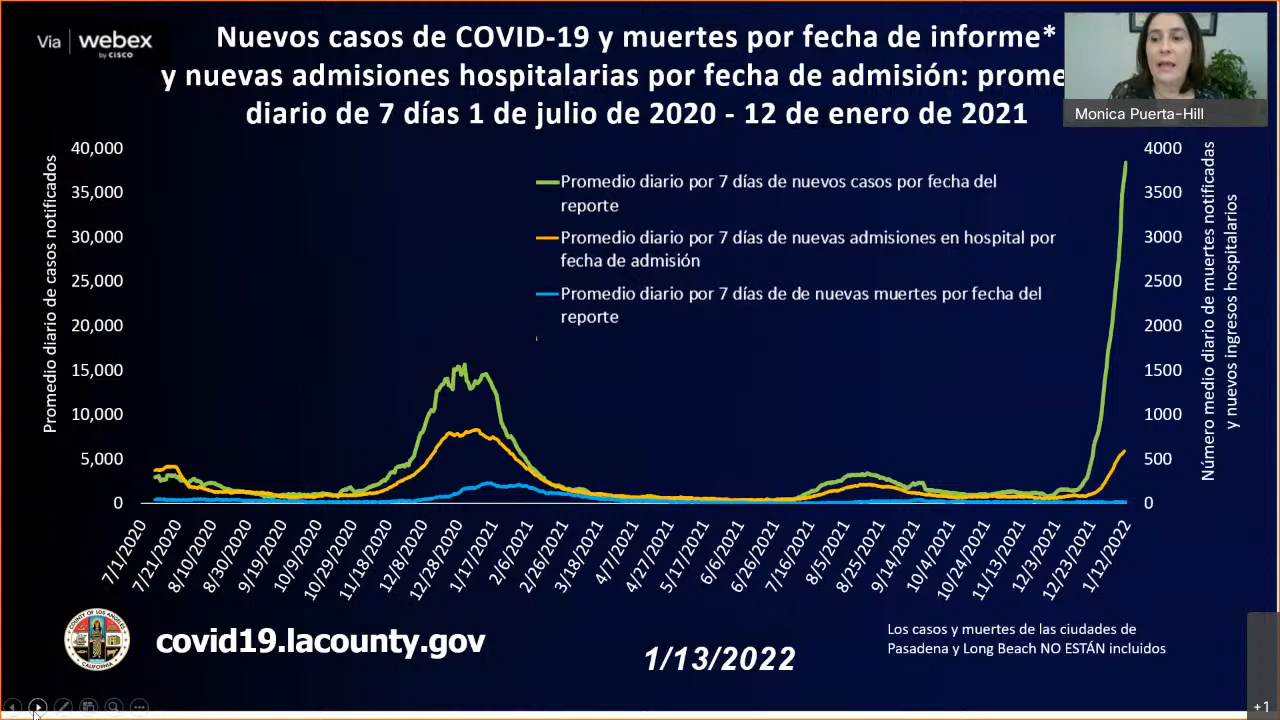 Via | webex
by CISCO
Nuevos casos de COVID-19 y muertes por fecha de informe*
y nuevas admisiones hospitalarias por fecha de admisión: prome
diario de 7 días 1 de julio de 2020 - 12 de enero de 2021
Monica Puerta-Hill
Promedio diario de casos notificados
40,000
35,000
30,000
25,000
20,000
15,000
10,000
5,000
0
Promedio diario por 7 días de nuevos casos por fecha del
reporte
Promedio diario por 7 días de nuevas admisiones en hospital por
fecha de admisión
Promedio diario por 7 días de de nuevas muertes por fecha del
reporte
4000
3500
3000
2500
2000
1500
1000
500
0
Número medio diario de muertes notificadas
y nuevos ingresos hospitalarios
7/1/2020
7/21/2020
8/10/2020
8/30/2020
9/19/2020
10/9/2020
10/29/2020
11/18/2020
12/8/2020
12/28/2020
1/17/2021
2/6/2021
2/26/2021
3/18/2021
4/7/2021
4/27/2021
5/17/2021
6/6/2021
6/26/2021
7/16/2021
8/5/2021
8/25/2021
9/14/2021
10/4/2021
10/24/2021
11/13/2021
12/3/2021
12/23/2021
1/12/2022
COUNTY OF LOS ANGELES
CALIFORNIA
covid19.lacounty.gov
1/13/2022
Los casos y muertes de las ciudades de
Pasadena y Long Beach NO ESTÁN incluidos
+1